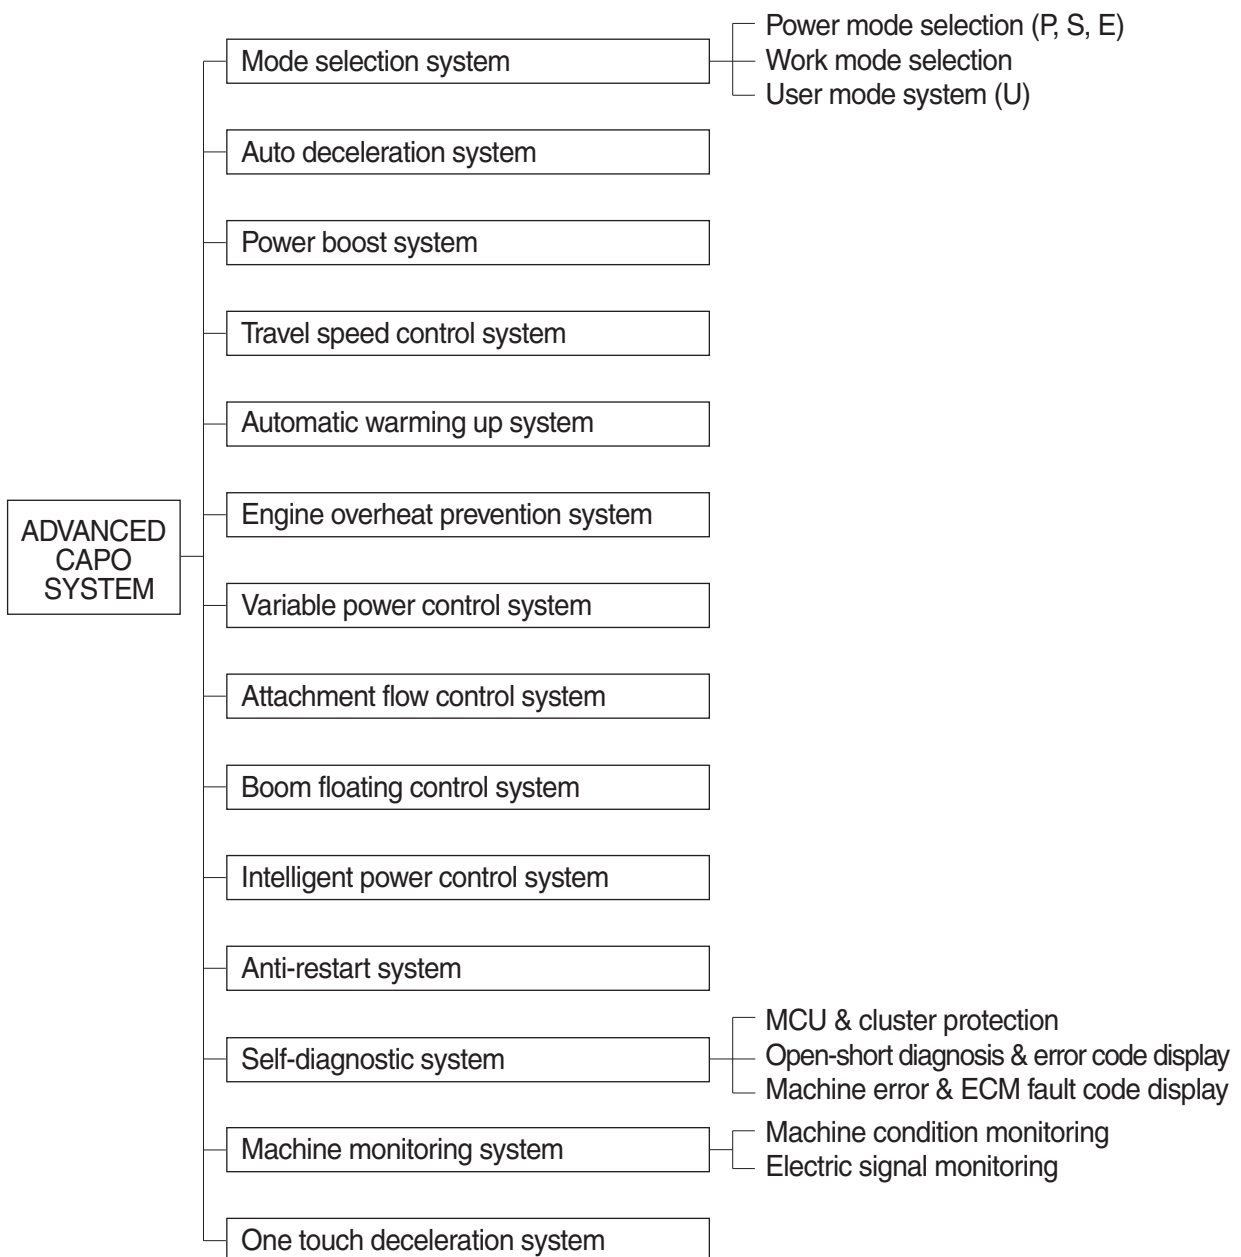 Power mode selection (P, S, E)
Mode selection system
Work mode selection
User mode system (U)
Auto deceleration system
Power boost system
Travel speed control system
Automatic warming up system
Engine overheat prevention system
ADVANCED
CAPO
SYSTEM
Variable power control system
Attachment flow control system
Boom floating control system
Intelligent power control system
Anti-restart system
MCU & cluster protection
Self-diagnostic system
Open-short diagnosis & error code display
Machine error & ECM fault code display
Machine condition monitoring
Machine monitoring system
Electric signal monitoring
One touch deceleration system